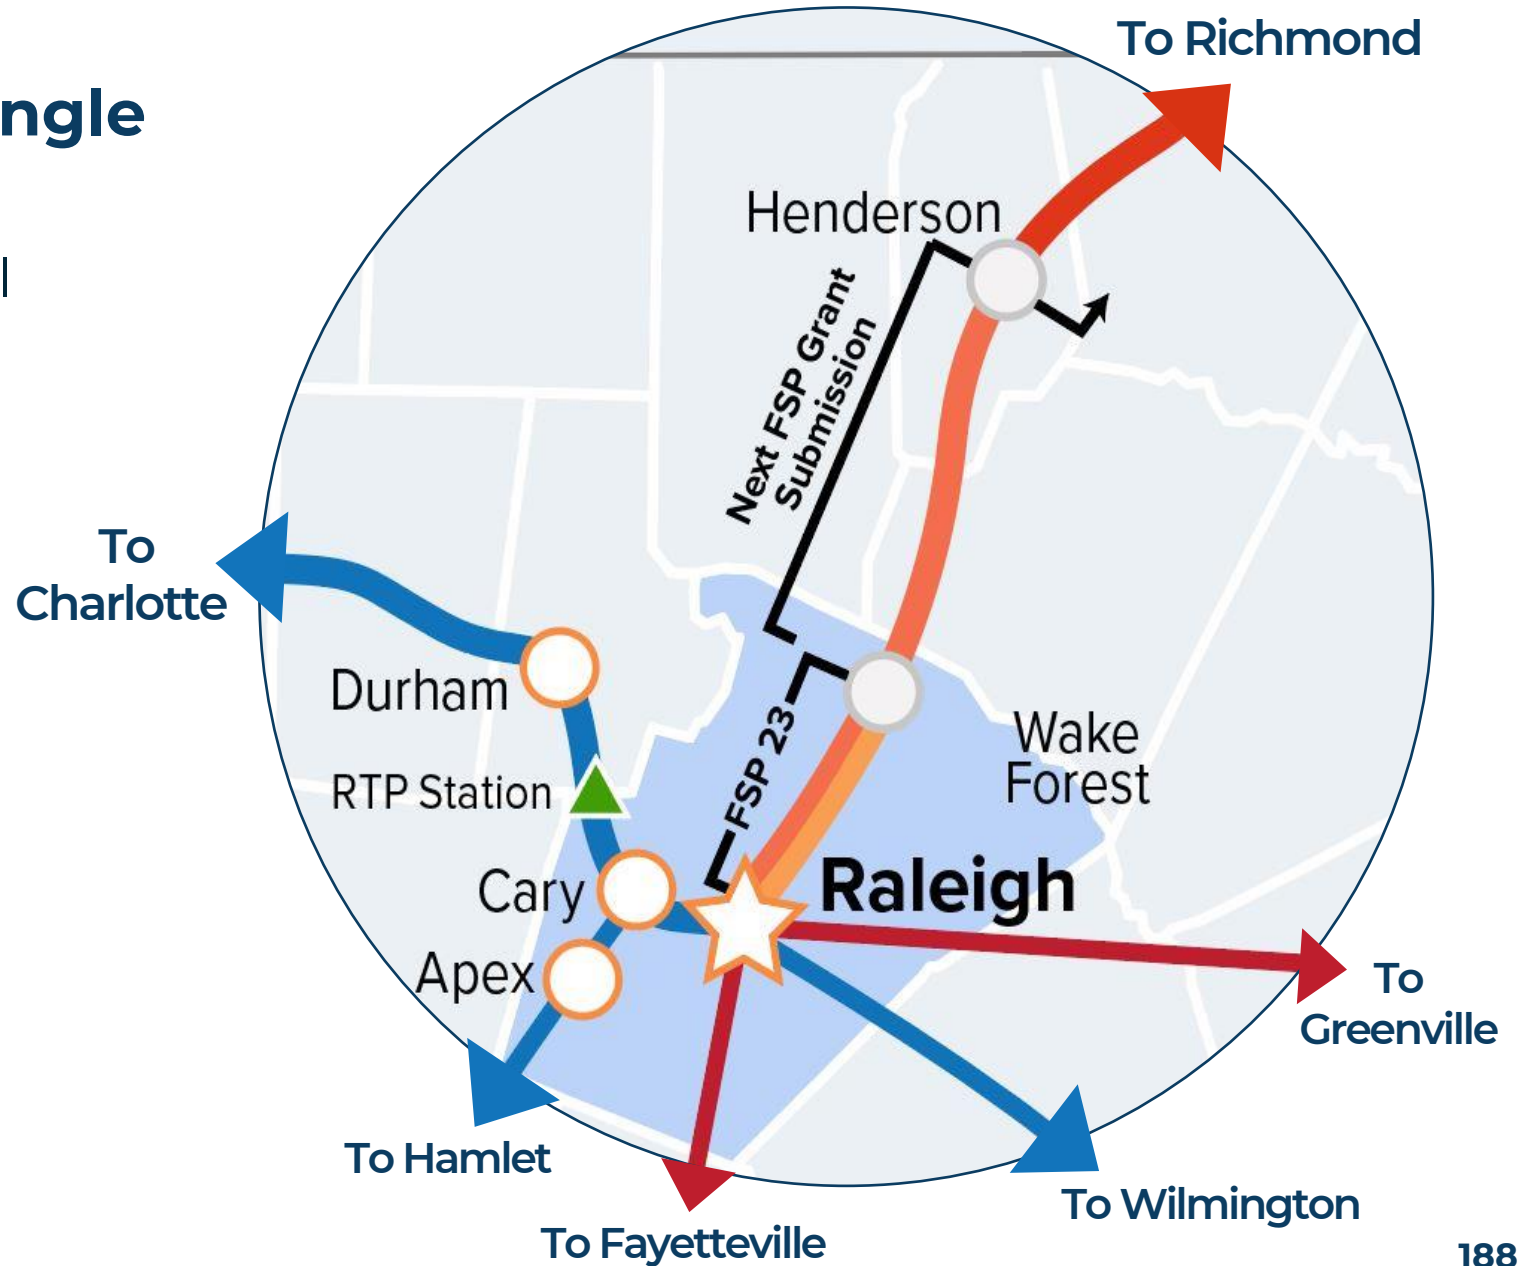 To Richmond
ngle
l
Henderson
Next FSP Grant
Submission
To
Charlotte
Durham
FSP 23
Wake
Forest
RTP Station
Cary
Raleigh
Apex
To
Greenville
To Hamlet
To Wilmington
To Fayetteville
188